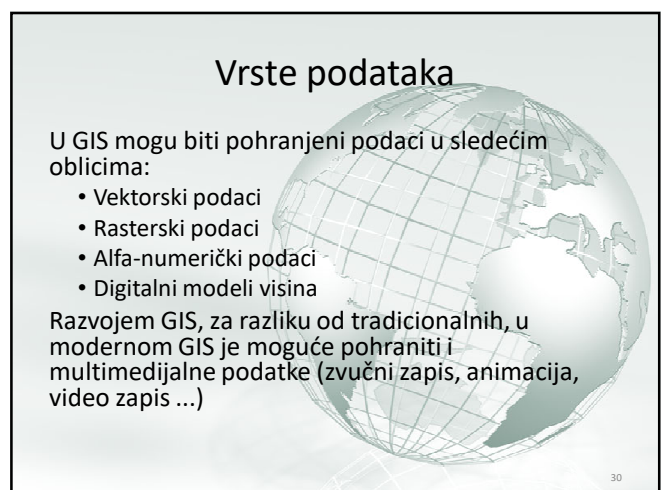 Vrste podataka
U GIS mogu biti pohranjeni podaci u sledećim
oblicima:
• Vektorski podaci
• Rasterski podaci
• Alfa-numerički podaci
• Digitalni modeli visina
Razvojem GIS, za razliku od tradicionalnih, u
modernom GIS je moguće pohraniti i
multimedijalne podatke (zvučni zapis, animacija,
video zapis ...)
30